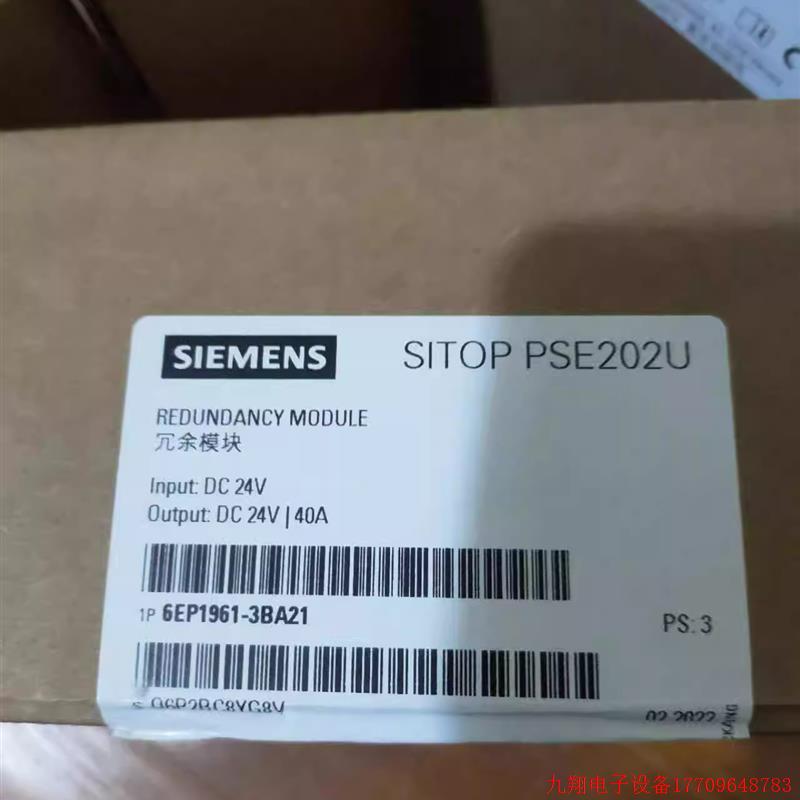 SIEMENS SITOP PSE202U
REDUNDANCY MODULE
冗余模块
Input: DC 24V
Output: DC 24V | 40A
1P 6EP1961-3BA21
PS: 3
02.2022
九翔电子设备17709648783